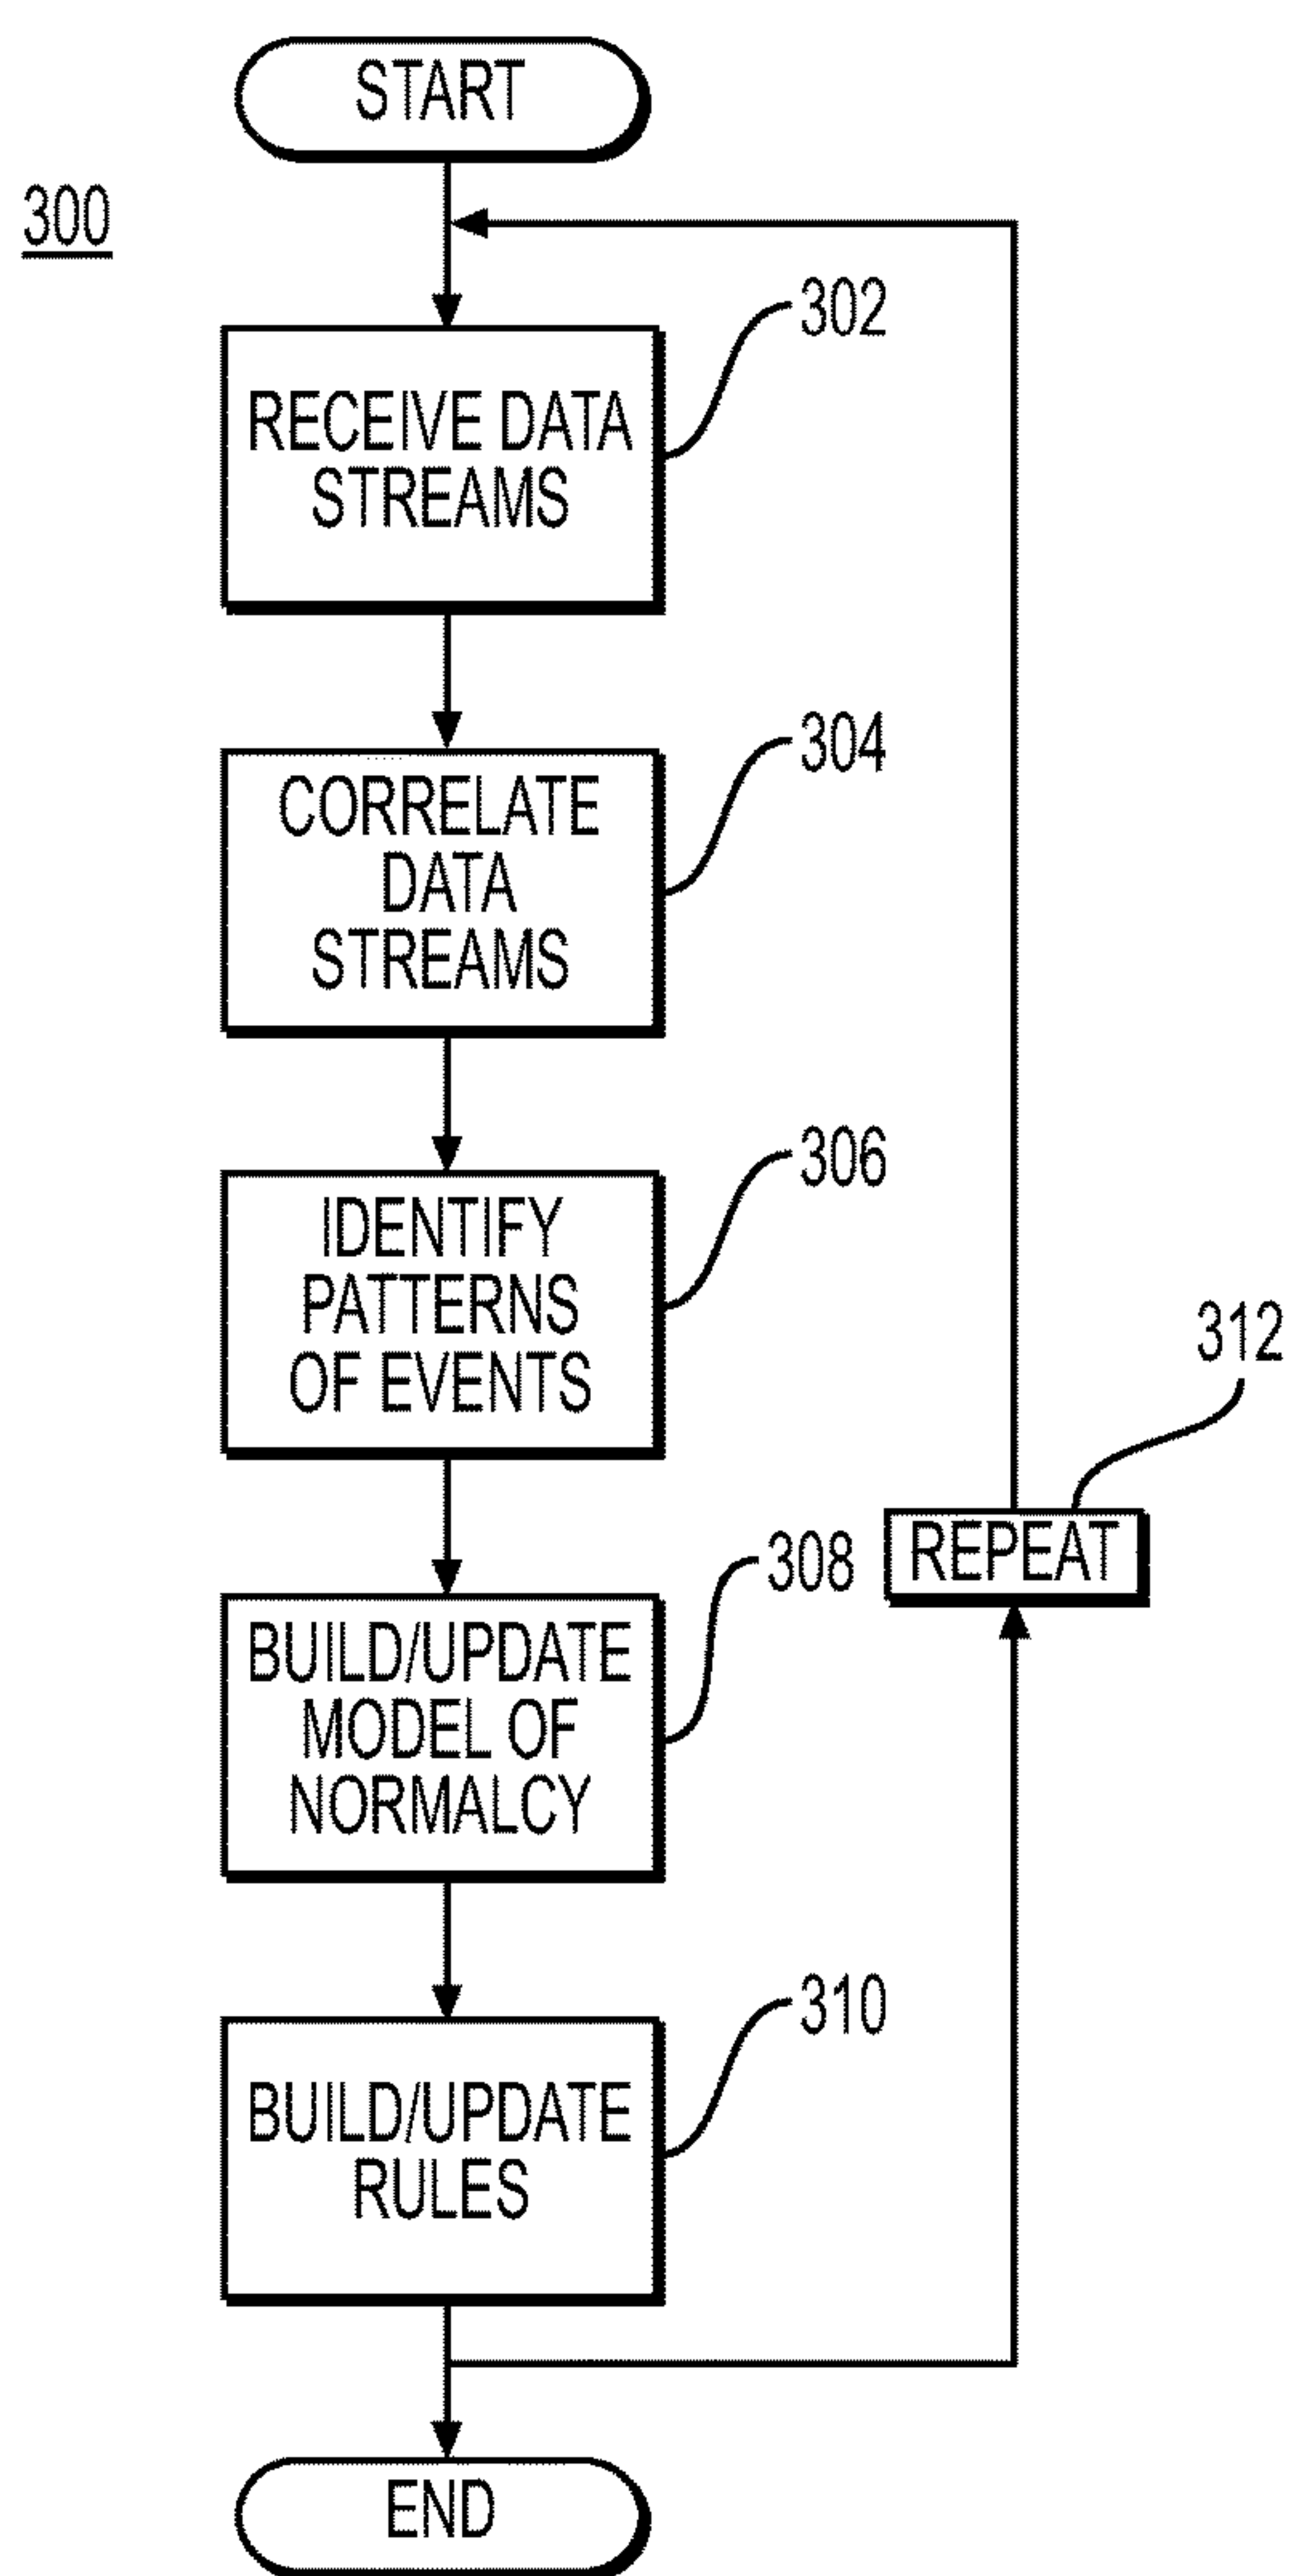 START
300
302
RECEIVE DATA
STREAMS
304
CORRELATE
DATA
STREAMS
306
IDENTIFY
PATTERNS
OF EVENTS
312
REPEAT
308
BUILD/UPDATE
MODEL OF
NORMALCY
310
BUILD/UPDATE
RULES
END